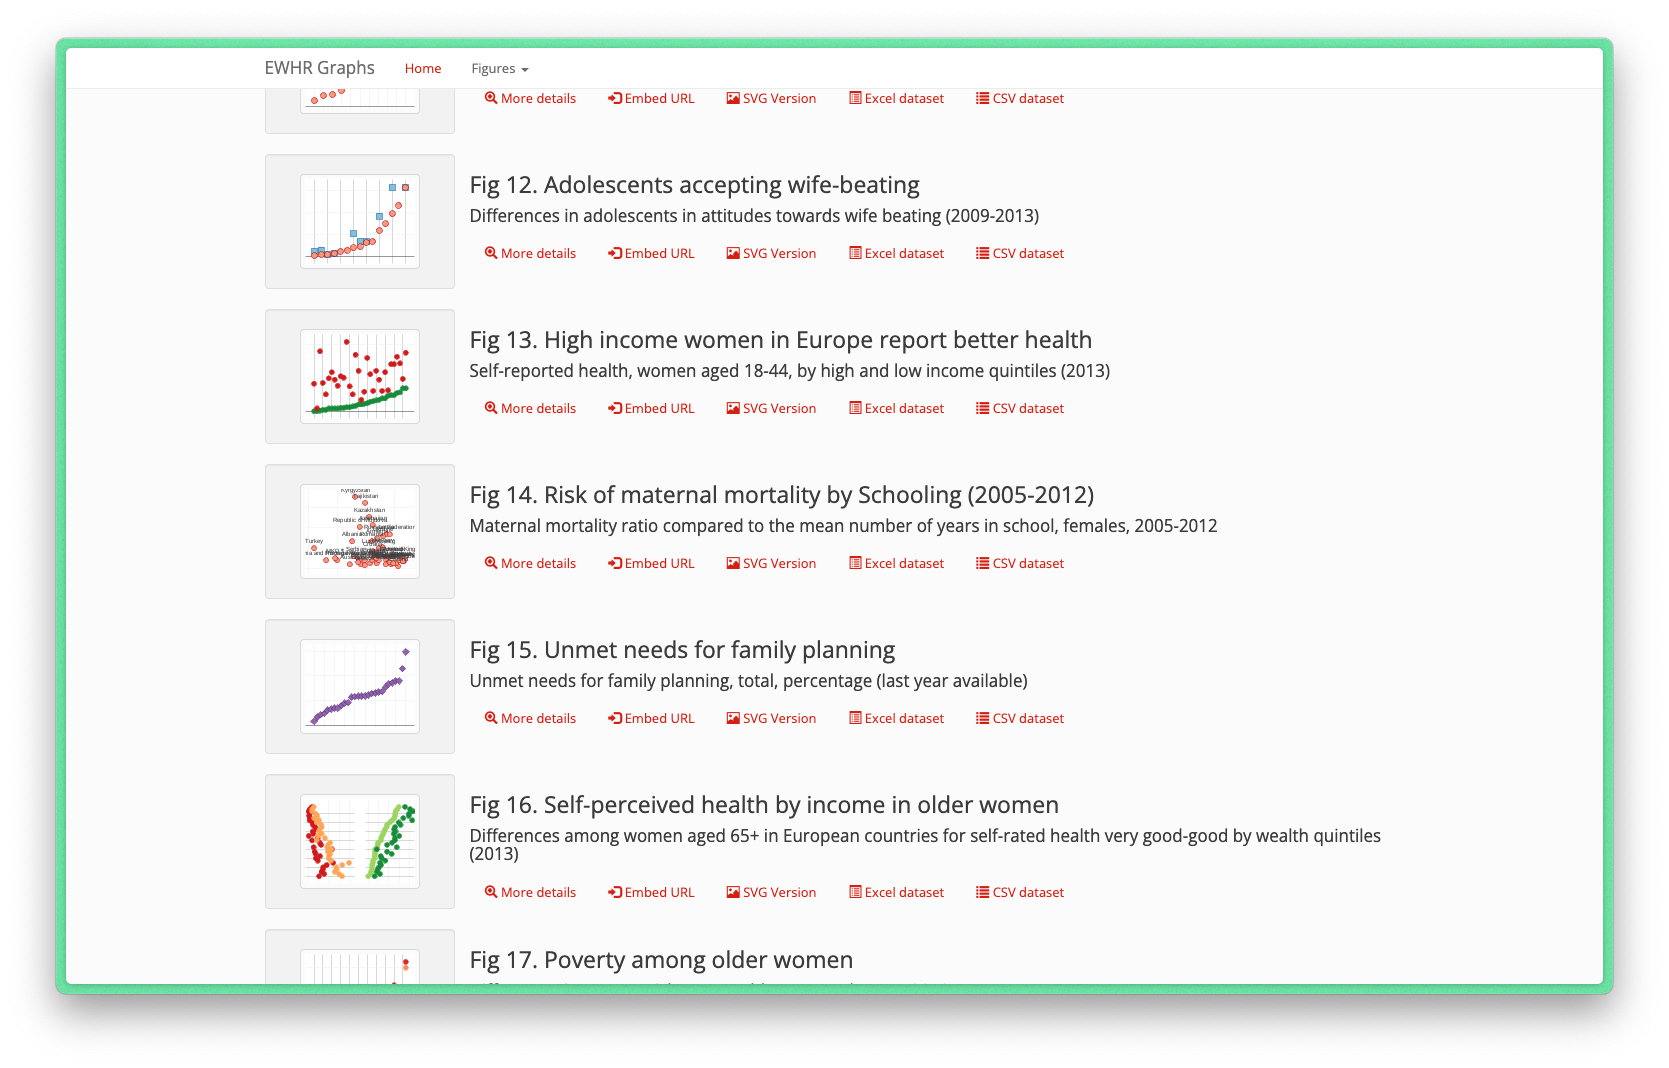 EWHR Graphs Home Figures
More details Embed URL SVG Version Excel dataset CSV dataset
Fig 12. Adolescents accepting wife-beating
Differences in adolescents in attitudes towards wife beating (2009-2013)
More details Embed URL SVG Version Excel dataset CSV dataset
Fig 13. High income women in Europe report better health
Self-reported health, women aged 18-44, by high and low income quintiles (2013)
More details Embed URL SVG Version Excel dataset CSV dataset
Kyrgyzstan
Tajikistan
Kazakhstan
Turkey
Fig 14. Risk of maternal mortality by Schooling (2005-2012)
Maternal mortality ratio compared to the mean number of years in school, females, 2005-2012
More details Embed URL SVG Version Excel dataset CSV dataset
Fig 15. Unmet needs for family planning
Unmet needs for family planning, total, percentage (last year available)
More details Embed URL SVG Version Excel dataset CSV dataset
Fig 16. Self-perceived health by income in older women
Differences among women aged 65+ in European countries for self-rated health very good-good by wealth quintiles
(2013)
More details Embed URL SVG Version Excel dataset CSV dataset
Fig 17. Poverty among older women